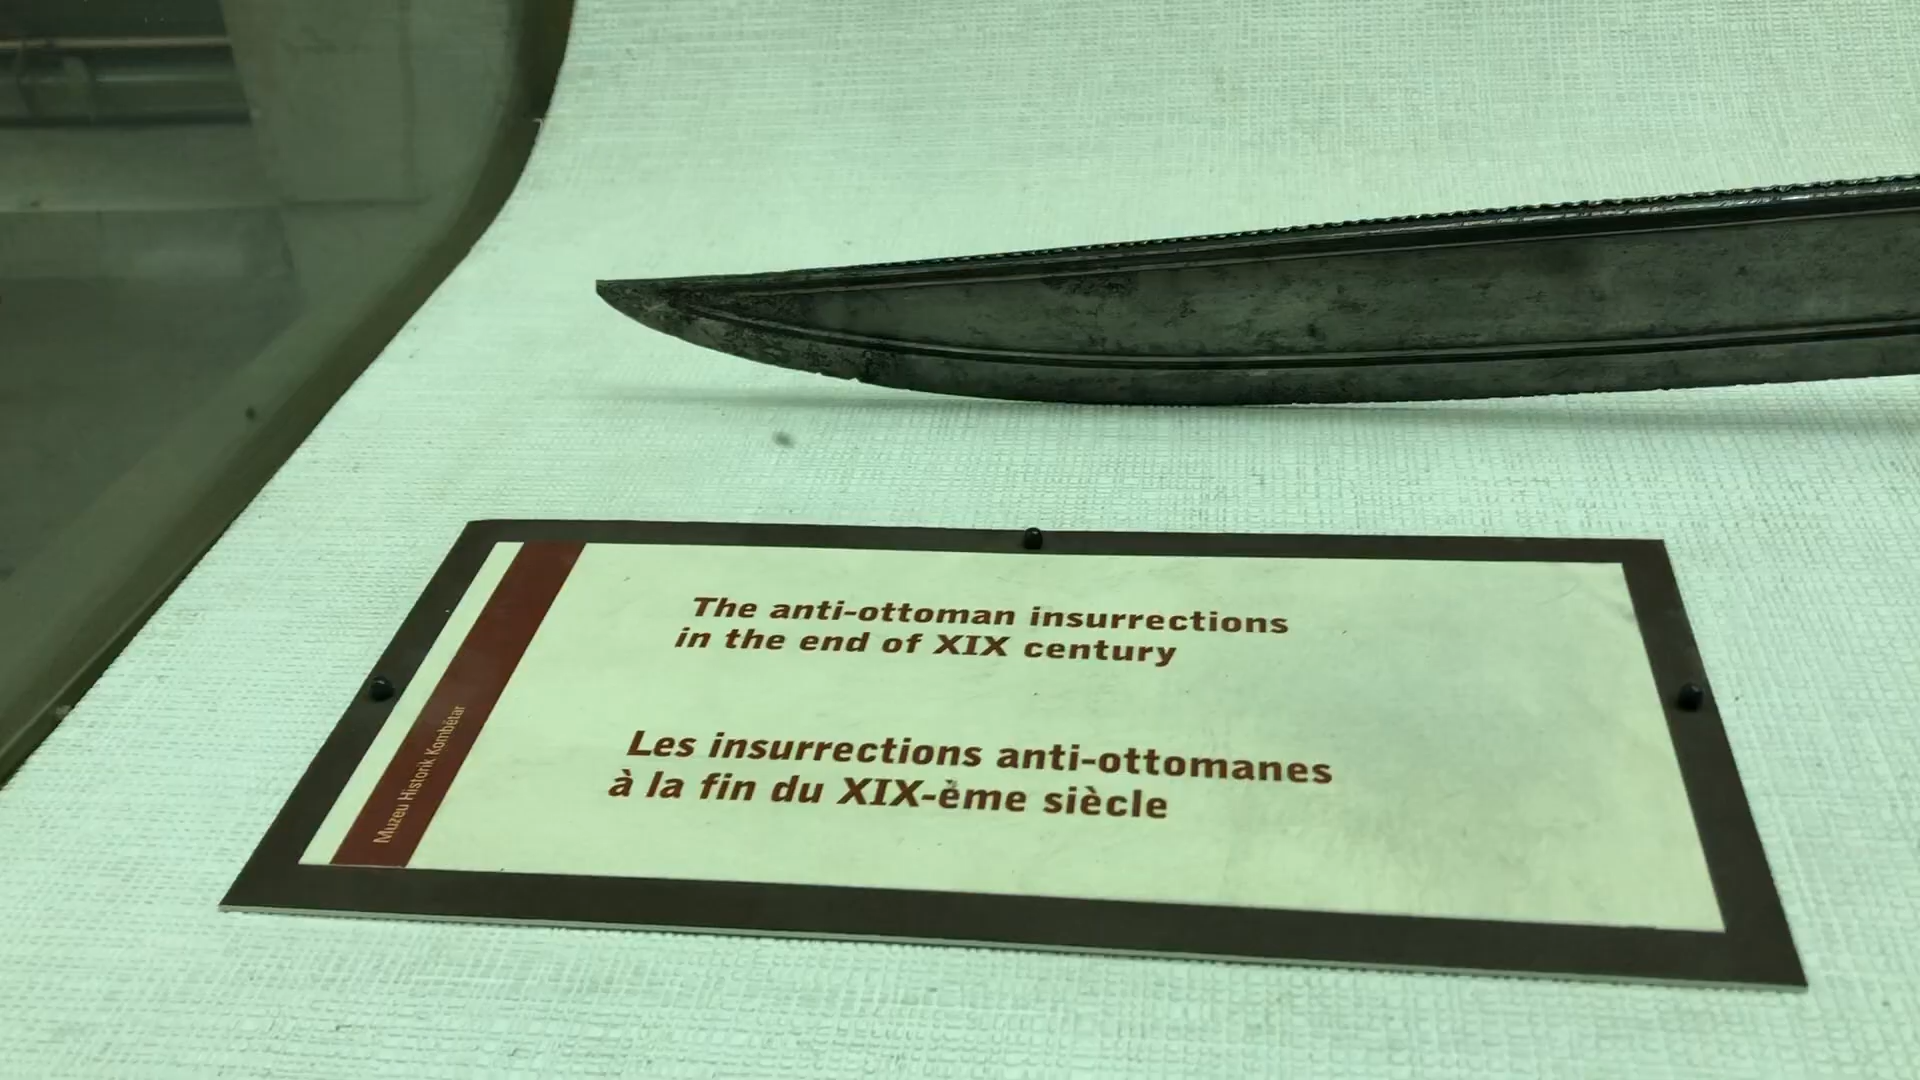 The anti-ottoman insurrections
in the end of XIX century
Les insurrections anti-ottomanes
à la fin du XIX-ème siècle
Muzeu Historik Kombëtar